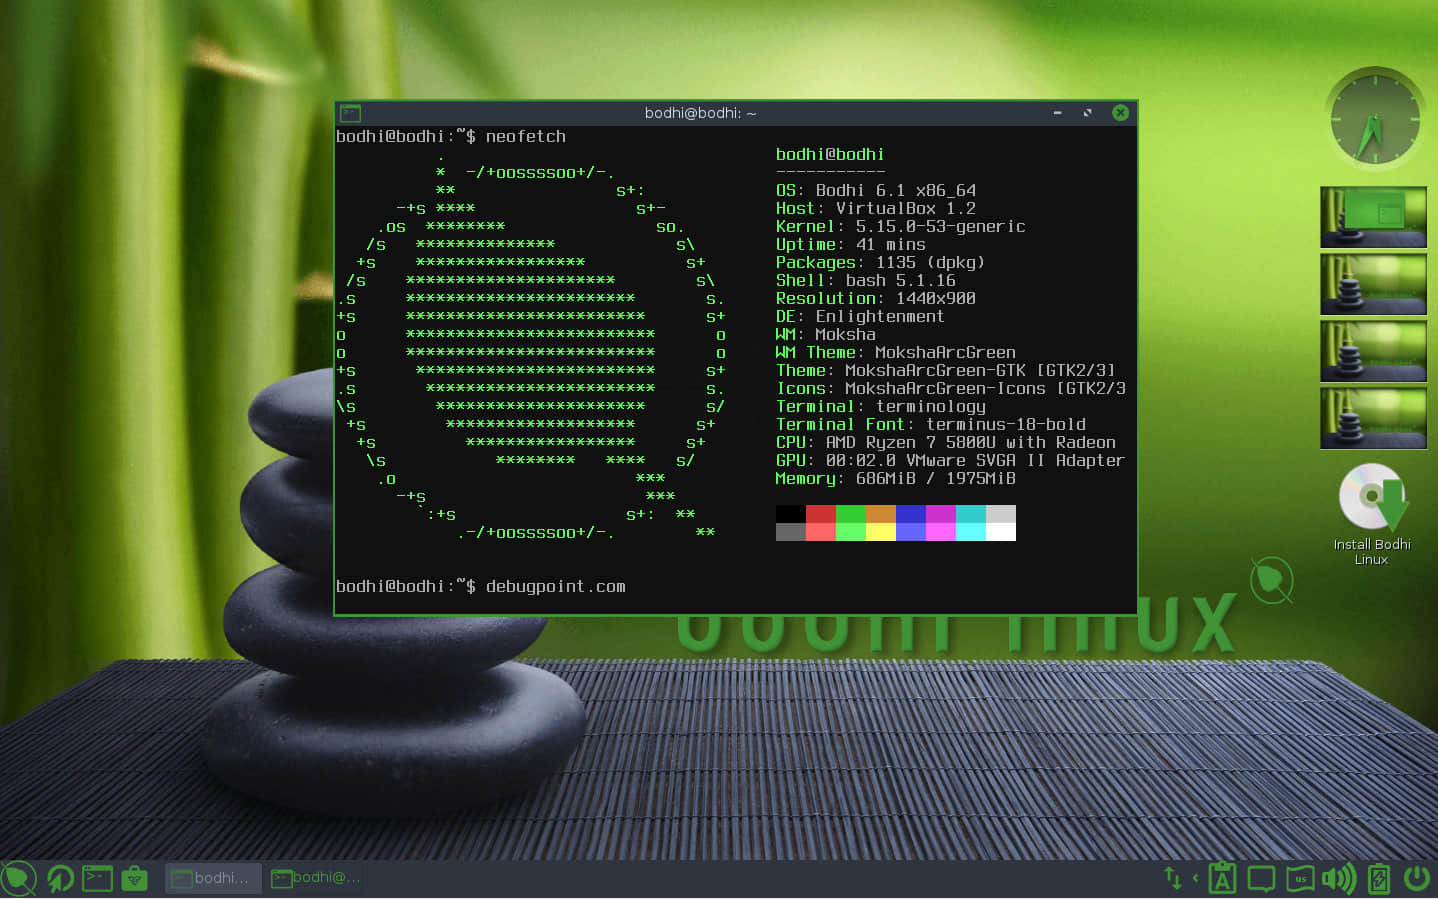 bodhi@bodhi: ~
bodhi@bodhi:~$ neofetch
bodhi@bodhi
-----------
OS: Bodhi 6.1 x86_64
Host: VirtualBox 1.2
Kernel: 5.15.0-53-generic
Uptime: 41 mins
Packages: 1135 (dpkg)
Shell: bash 5.1.16
Resolution: 1440x900
DE: Enlightenment
WM: Moksha
WM Theme: MokshaArcGreen
Theme: MokshaArcGreen-GTK [GTK2/3]
Icons: MokshaArcGreen-Icons [GTK2/3
Terminal: terminology
Terminal Font: terminus-18-bold
CPU: AMD Ryzen 7 5800U with Radeon
GPU: 00:02.0 VMware SVGA II Adapter
Memory: 686MiB / 1975MiB
bodhi@bodhi:~$ debugpoint.com
Install Bodhi
Linux
bodhi linux
bodhi...
bodhi@...
A
us